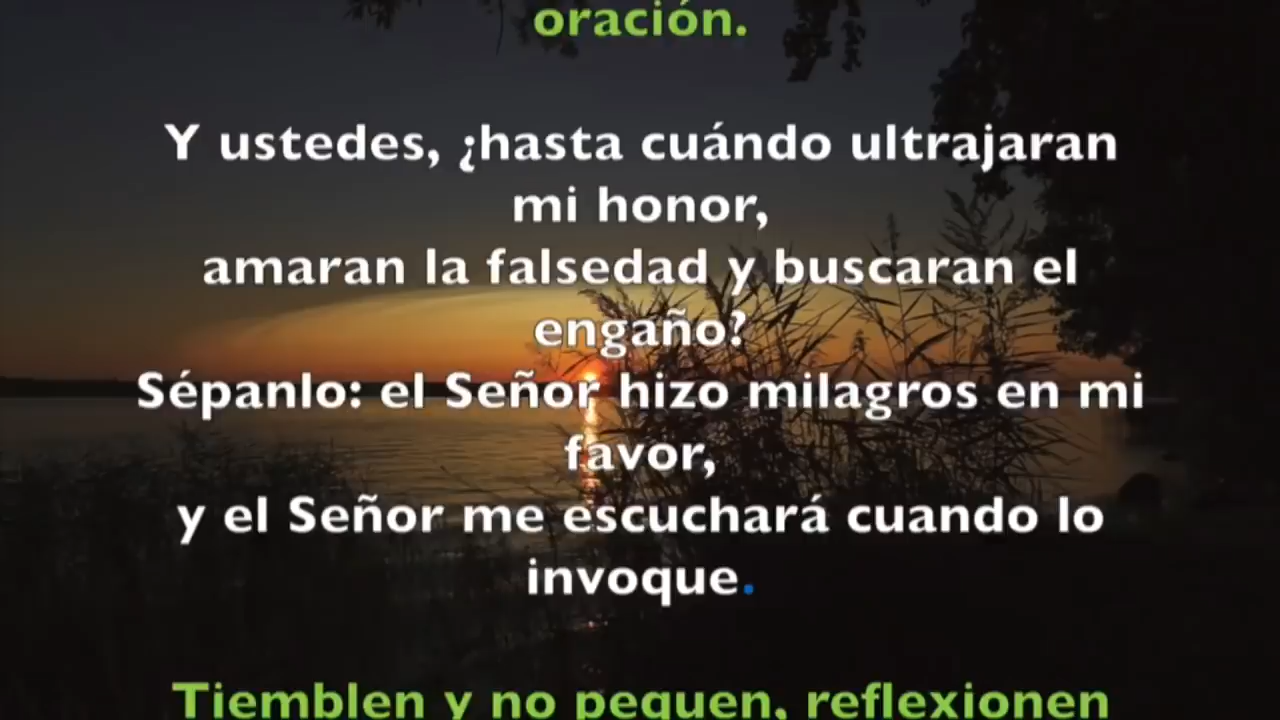 oración.
Y ustedes, ¿hasta cuándo ultrajaran
mi honor,
amaran la falsedad y buscaran el
engaño?
Sépanlo: el Señor hizo milagros en mi
favor,
y el Señor me escuchará cuando lo
invoque.
Tiemblen y no pequen, reflexionen